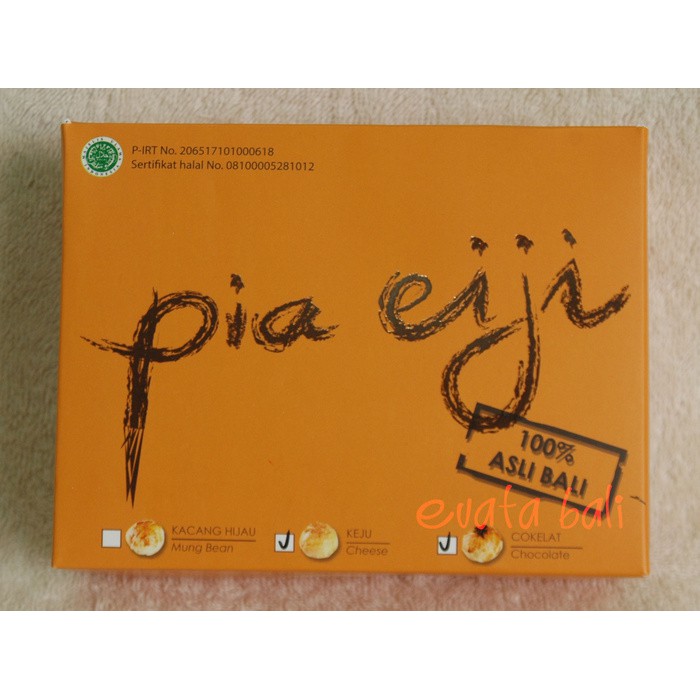 P-IRT No. 206517101000618
Sertifikat halal No. 08100005281012
pia eiji
100%
ASLI BALI
evata bali
KACANG HIJAU
Mung Bean
KEJU
Cheese
COKELAT
Chocolate